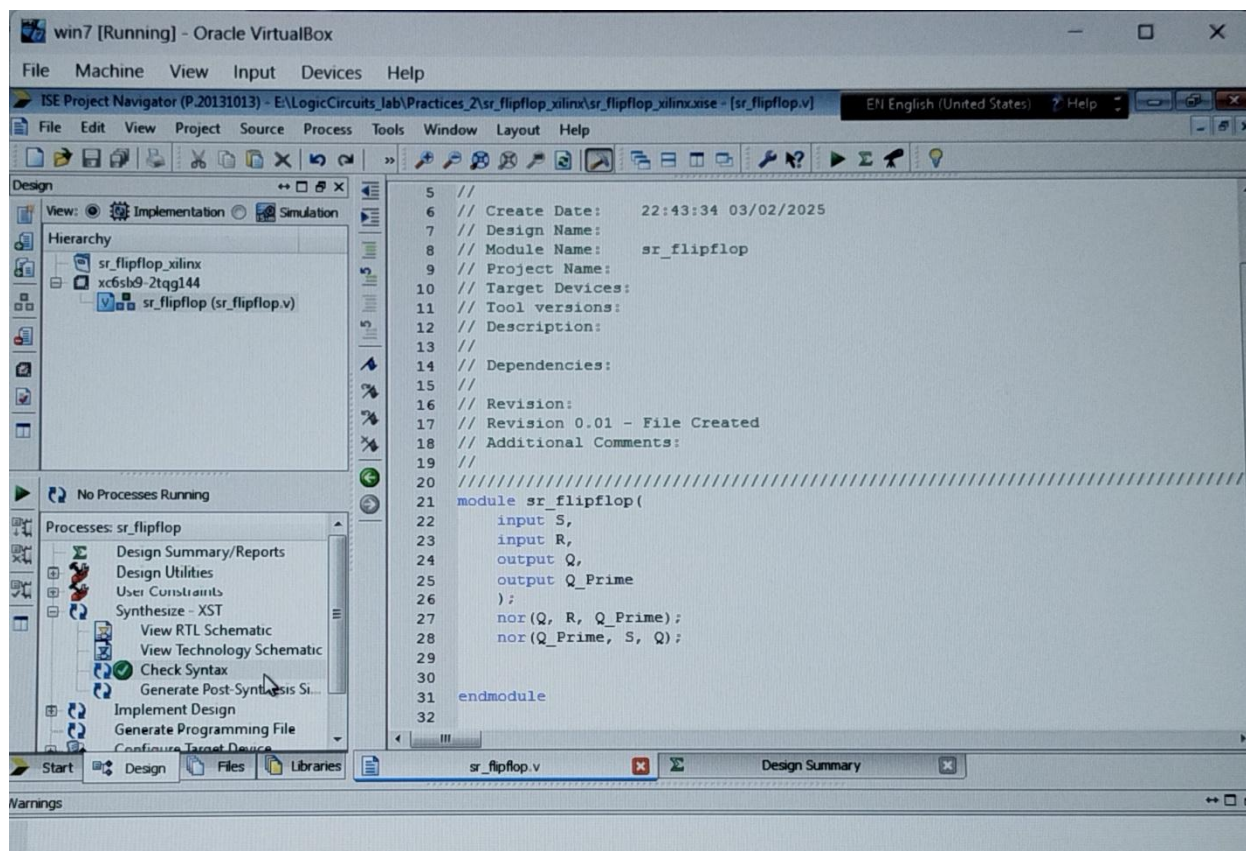 win7 [Running] - Oracle VirtualBox
File Machine View Input Devices Help
ISE Project Navigator (P.20131013) - E:\LogicCircuits_lab\Practices_2\sr_flipflop_xilinx\sr_flipflop_xilinx.xise - [sr_flipflop.v]
EN English (United States) ? Help
File Edit View Project Source Process Tools Window Layout Help
Design
View: Implementation Simulation
Hierarchy
sr_flipflop_xilinx
xc6slx9-2tqg144
sr_flipflop (sr_flipflop.v)
No Processes Running
Processes: sr_flipflop
Design Summary/Reports
Design Utilities
User Constraints
Synthesize - XST
View RTL Schematic
View Technology Schematic
Check Syntax
Generate Post-Synthesis Si...
Implement Design
Generate Programming File
Configure Target Device
Start Design Files Libraries
5 //
6 // Create Date: 22:43:34 03/02/2025
7 // Design Name:
8 // Module Name: sr_flipflop
9 // Project Name:
10 // Target Devices:
11 // Tool versions:
12 // Description:
13 //
14 // Dependencies:
15 //
16 // Revision:
17 // Revision 0.01 - File Created
18 // Additional Comments:
19 //
20 ////////////////////////////////////////////////////////////////////////////////
21 module sr_flipflop(
22 input S,
23 input R,
24 output Q,
25 output Q_Prime
26 );
27 nor(Q, R, Q_Prime);
28 nor(Q_Prime, S, Q);
29
30
31 endmodule
32
sr_flipflop.v Design Summary
Warnings